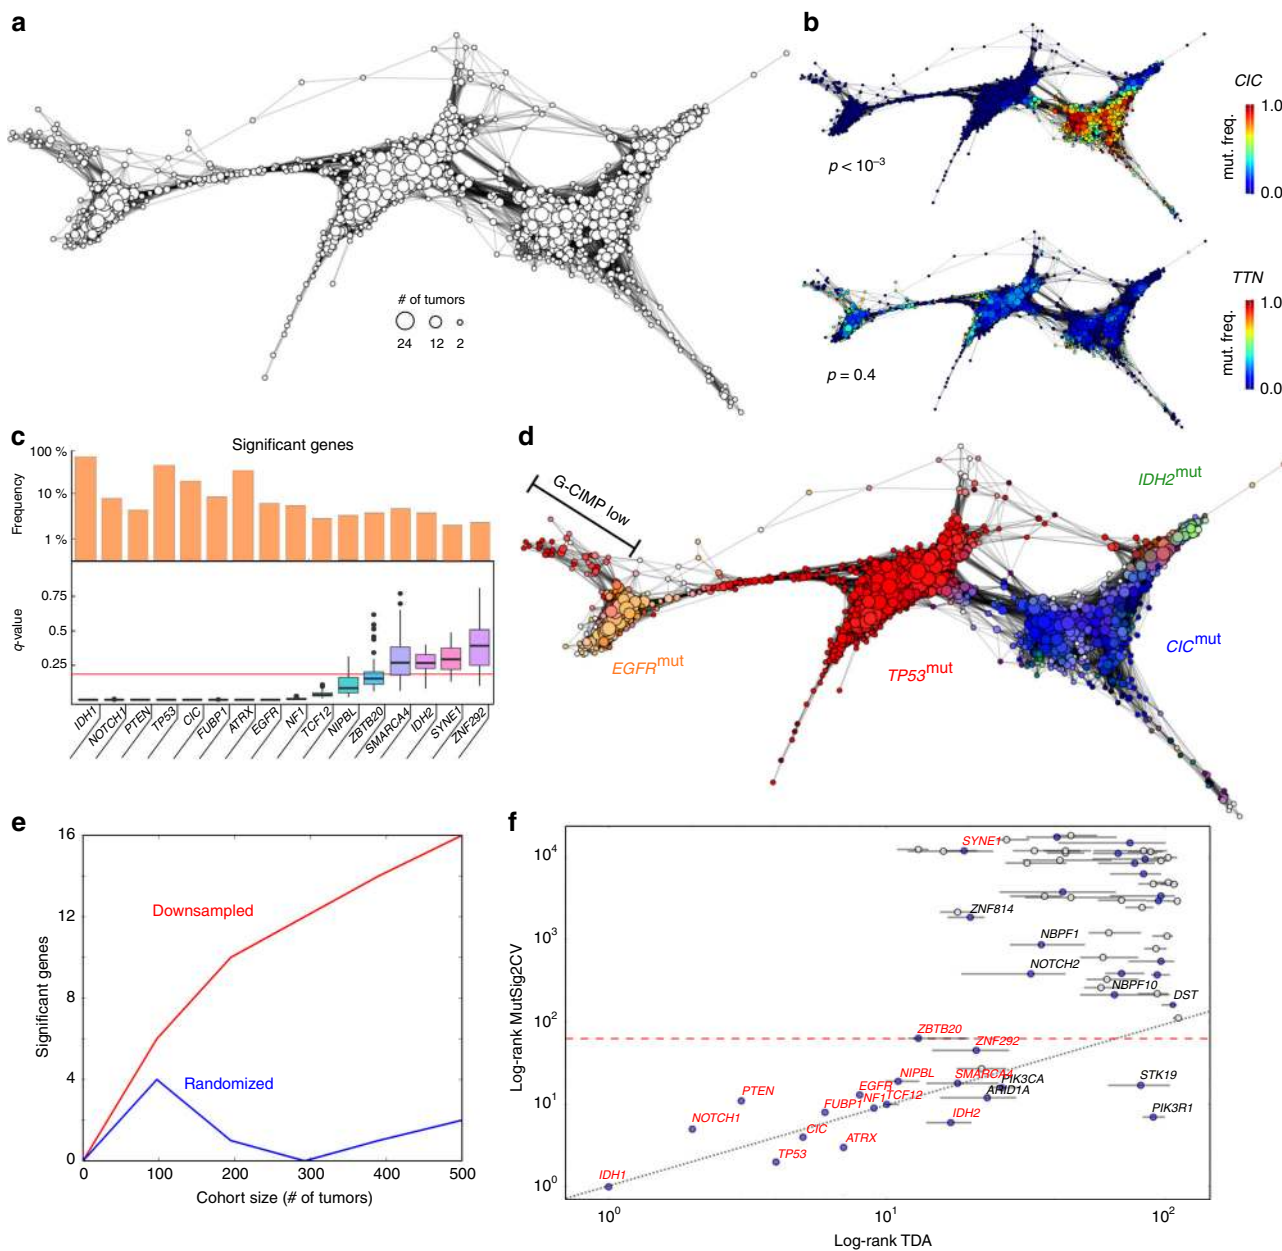 a
# of tumors
24 12 2
b
CIC
1.0
mut. freq.
0.0
p < 10⁻³
TTN
1.0
mut. freq.
0.0
p = 0.4
c
Significant genes
100 %
10 %
1 %
Frequency
0.75
0.5
0.25
q-value
IDH1 NOTCH1 PTEN TP53 CIC FUBP1 ATRX EGFR NF1 TCF12 NIPBL ZBTB20 SMARCA4 IDH2 SYNE1 ZNF292
d
G-CIMP low
IDH2mut
EGFRmut
TP53mut
CICmut
e
16
12
8
4
0
Significant genes
Downsampled
Randomized
0 100 200 300 400 500
Cohort size (# of tumors)
f
10⁴
10³
10²
10¹
10⁰
Log-rank MutSig2CV
SYNE1
ZNF814
NBPF1
NOTCH2
NBPF10
DST
ZBTB20
ZNF292
NIPBL
SMARCA4
PIK3CA
STK19
PTEN
EGFR
NF1
TCF12
ARID1A
NOTCH1
FUBP1
IDH2
PIK3R1
CIC
ATRX
TP53
IDH1
10⁰ 10¹ 10²
Log-rank TDA